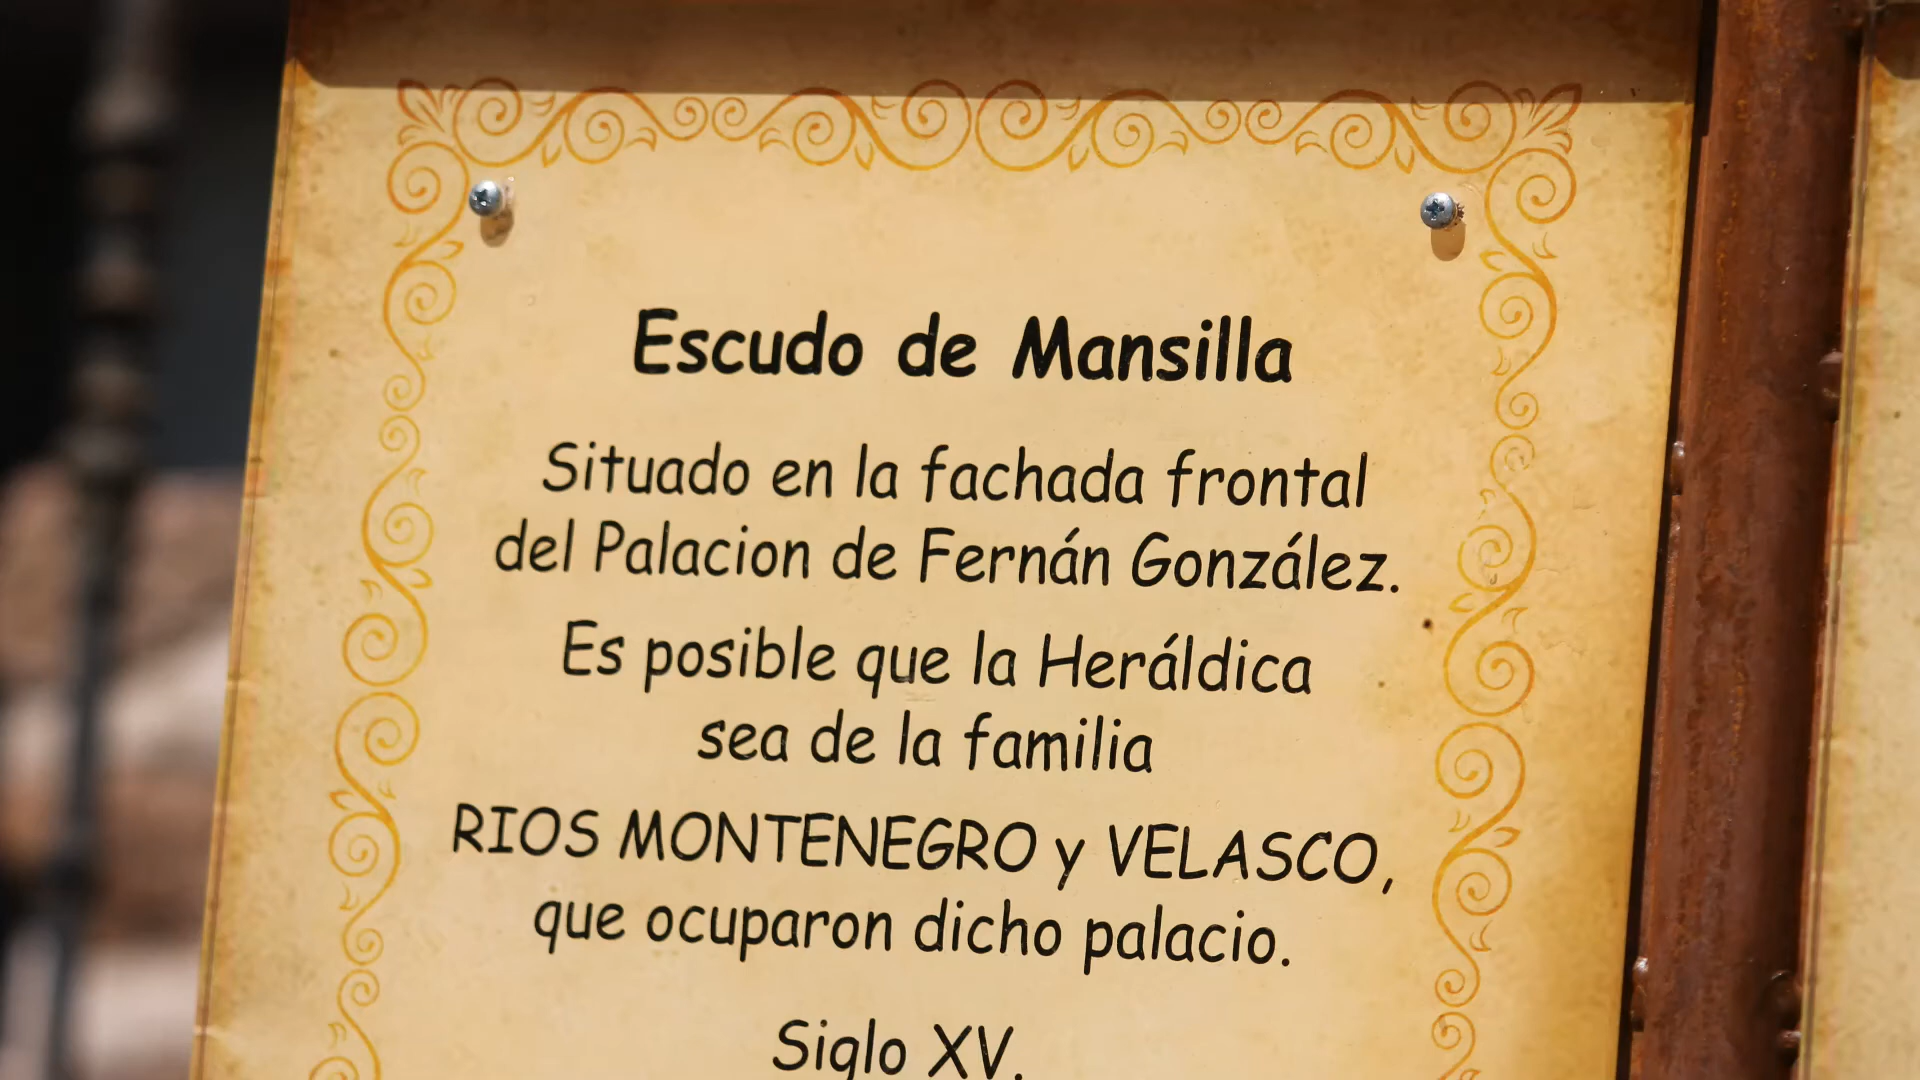 Escudo de Mansilla
Situado en la fachada frontal
del Palacion de Fernán González.
Es posible que la Heráldica
sea de la familia
RIOS MONTENEGRO y VELASCO,
que ocuparon dicho palacio.
Siglo XV.